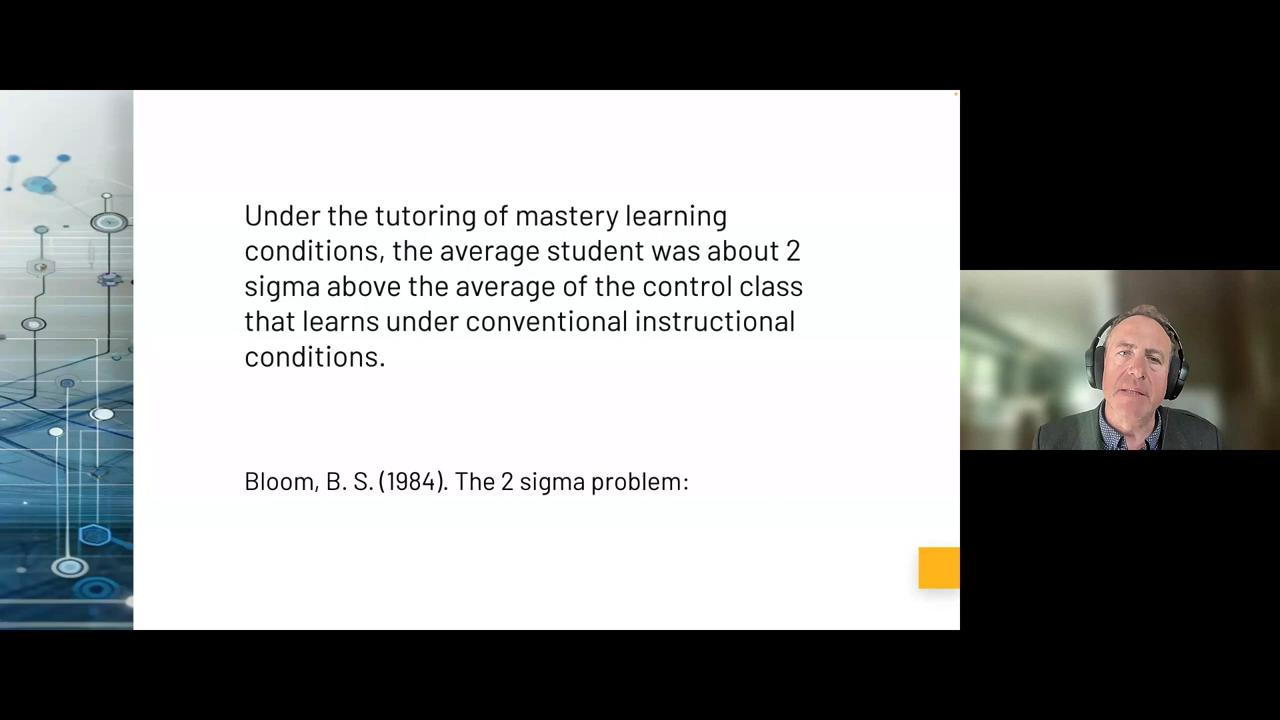 Under the tutoring of mastery learning
conditions, the average student was about 2
sigma above the average of the control class
that learns under conventional instructional
conditions.
Bloom, B. S. (1984). The 2 sigma problem: